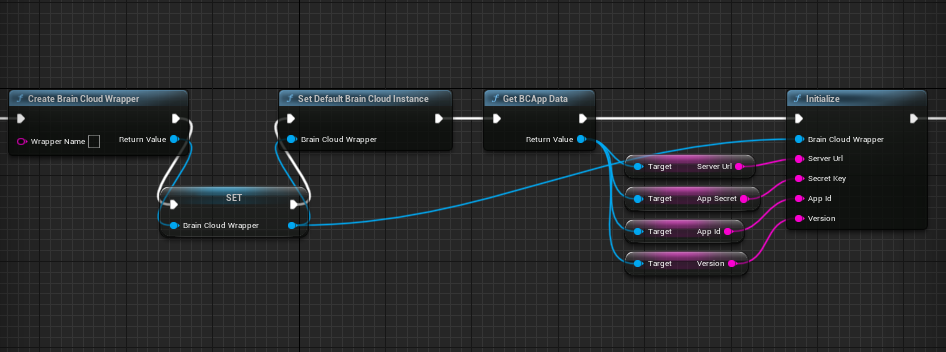 Create Brain Cloud Wrapper
Wrapper Name
Return Value
SET
Brain Cloud Wrapper
Set Default Brain Cloud Instance
Brain Cloud Wrapper
Get BCApp Data
Return Value
Target Server Url
Target App Secret
Target App Id
Target Version
Initialize
Brain Cloud Wrapper
Server Url
Secret Key
App Id
Version